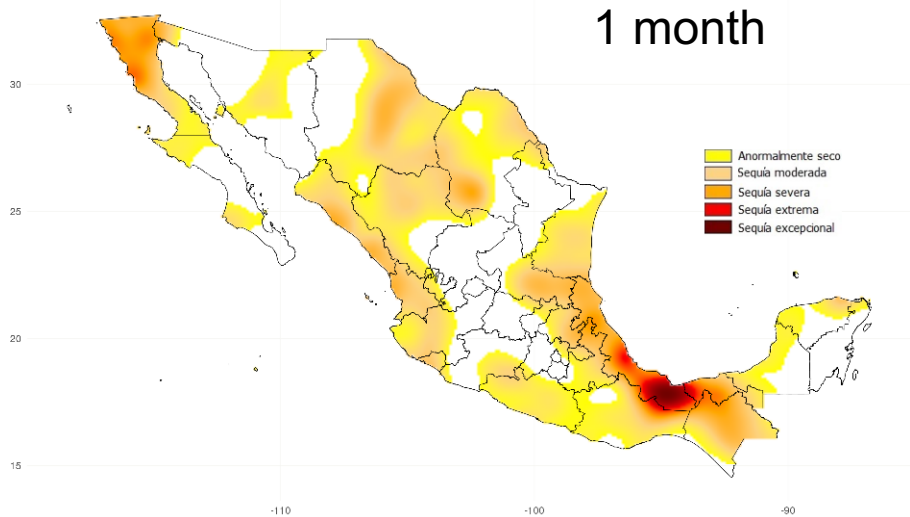 1 month
30
Anormalmente seco
Sequía moderada
Sequía severa
Sequía extrema
Sequía excepcional
25
20
15
-110
-100
-90